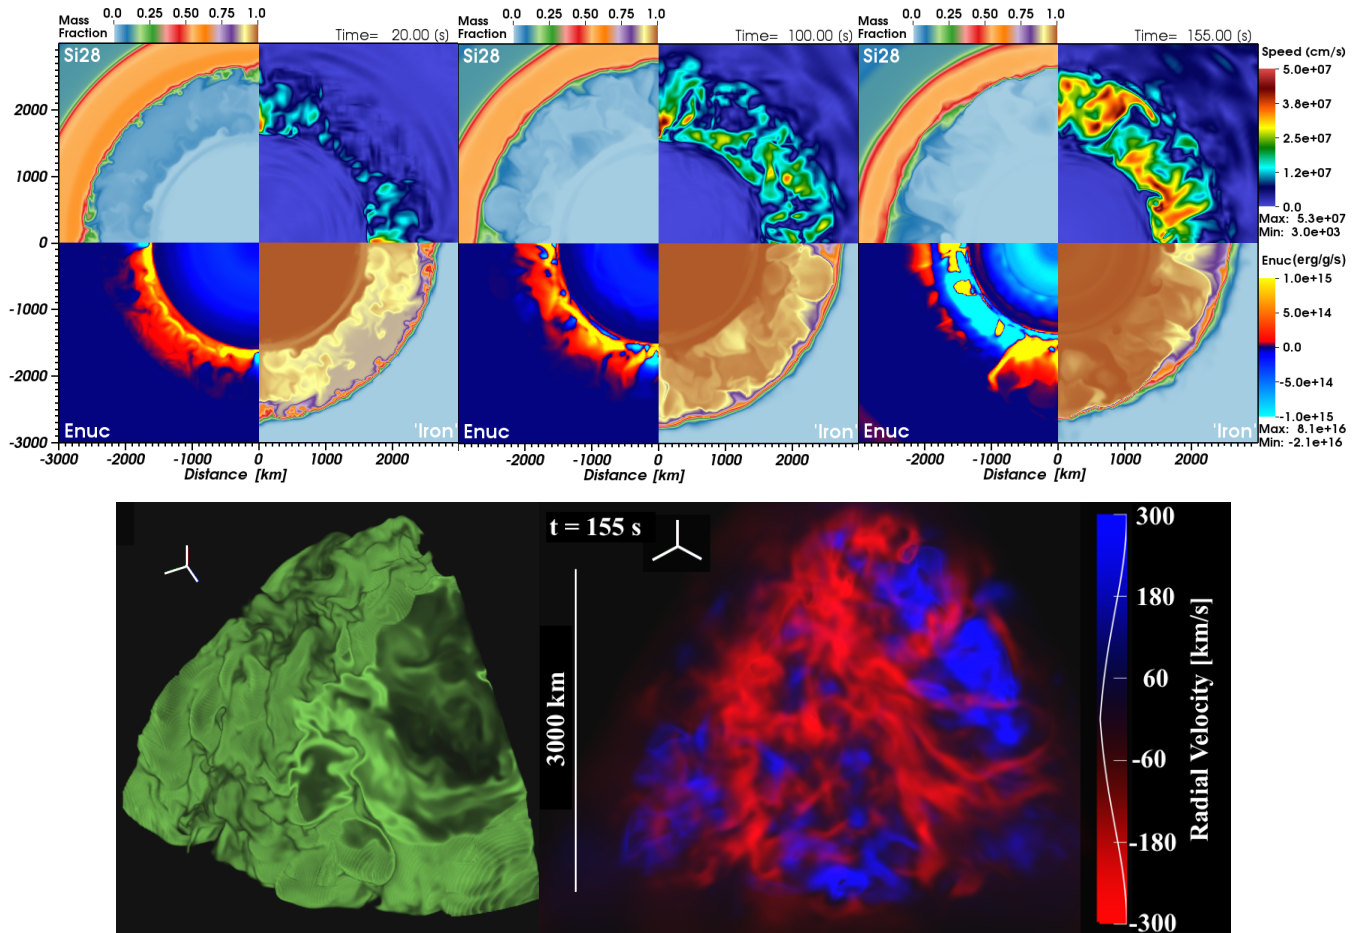 Mass Fraction 0.0 0.25 0.50 0.75 1.0
Mass Fraction 0.0 0.25 0.50 0.75 1.0
Mass Fraction 0.0 0.25 0.50 0.75 1.0
Si28 Time= 20.00 (s)
Si28 Time= 100.00 (s)
Si28 Time= 155.00 (s)
2000
1000
0
-1000
-2000
-3000
Speed (cm/s)
5.0e+07
3.8e+07
2.5e+07
1.2e+07
0.0
Max: 5.3e+07
Min: 3.0e+03
Enuc(erg/g/s)
1.0e+15
5.0e+14
0.0
-5.0e+14
-1.0e+15
Max: 8.1e+16
Min: -2.1e+16
Enuc 'Iron'
Enuc 'Iron'
Enuc 'Iron'
-3000 -2000 -1000 0 1000 -2000 -1000 0 1000 2000 -2000 -1000 0 1000 2000
Distance [km]
Distance [km]
Distance [km]
t = 155 s
3000 km
300
180
60
-60
-180
-300
Radial Velocity [km/s]